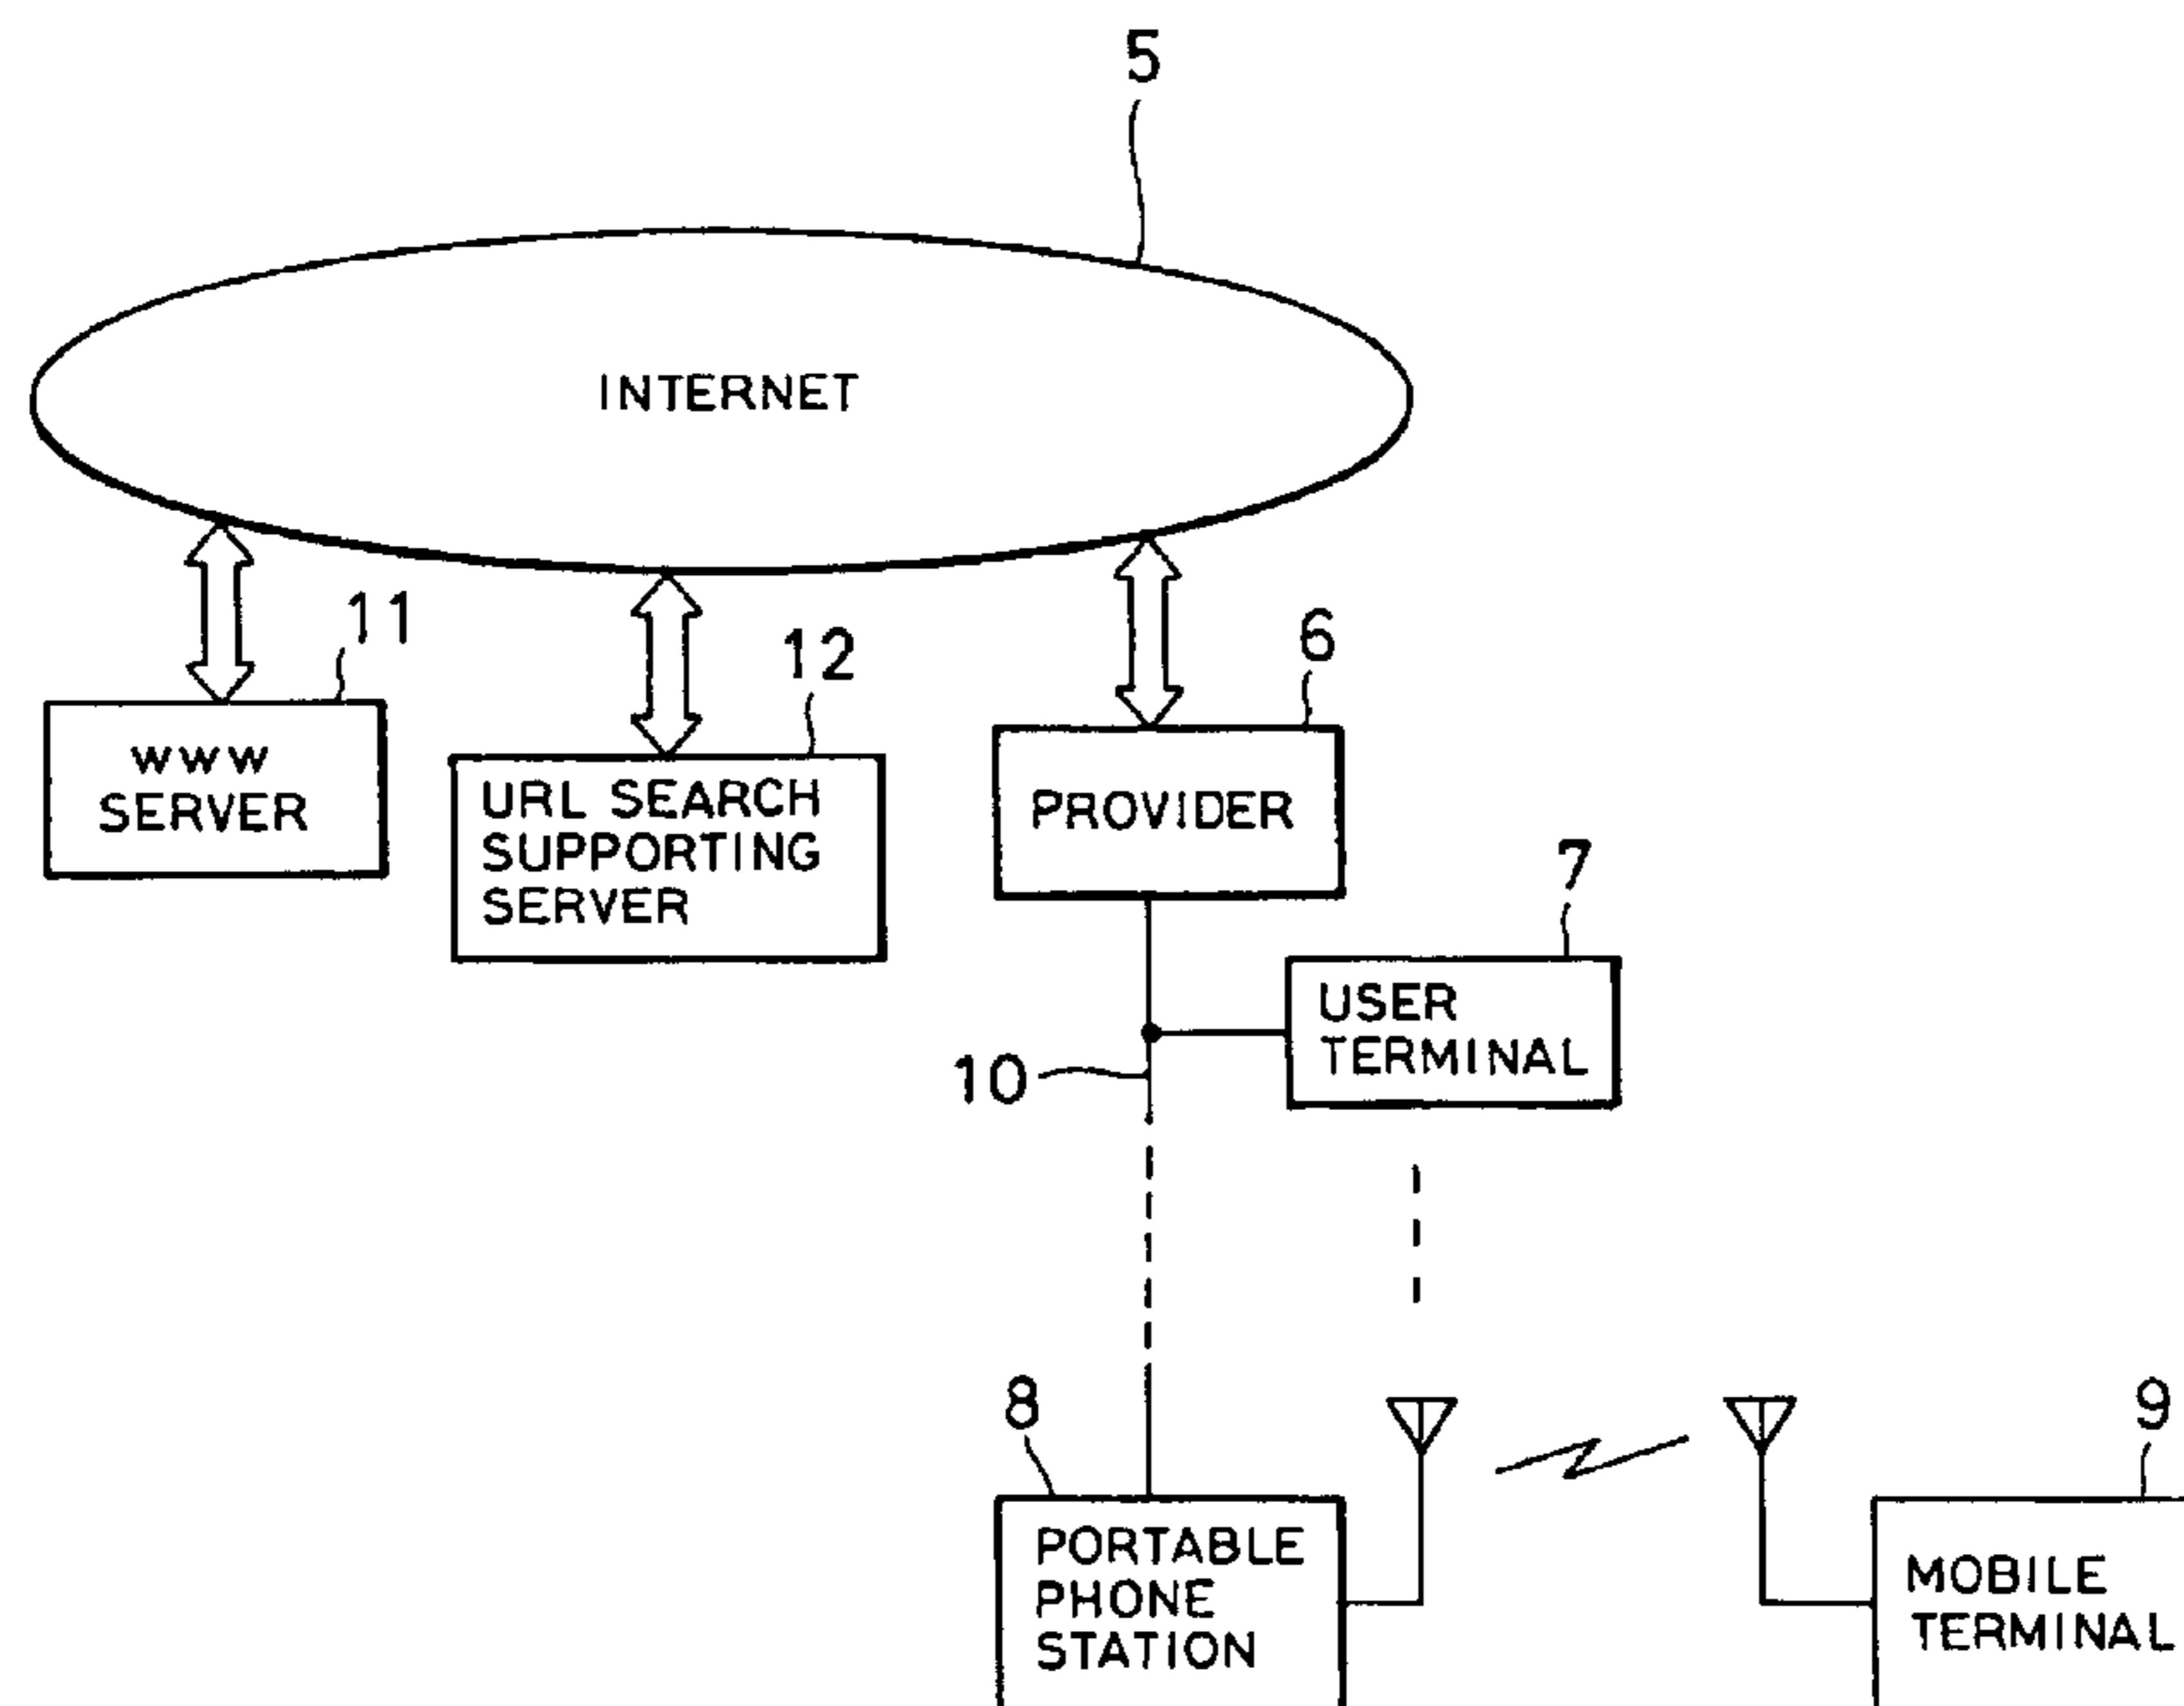 5
INTERNET
11
12
6
WWW
SERVER
URL SEARCH
SUPPORTING
SERVER
PROVIDER
7
USER
TERMINAL
10
8
9
PORTABLE
PHONE
STATION
MOBILE
TERMINAL